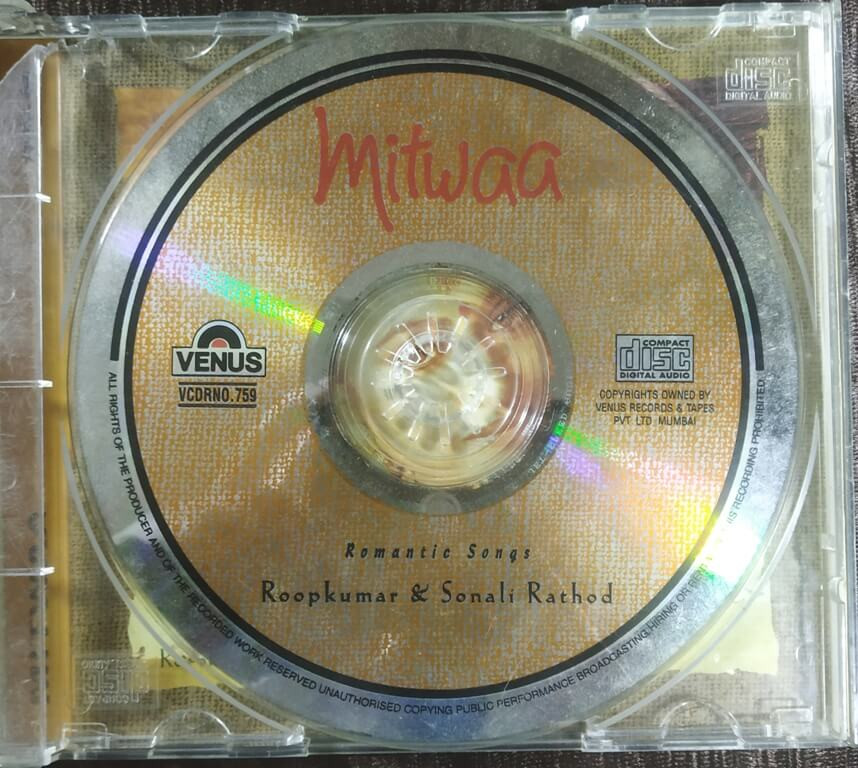 COMPACT
disc
DIGITAL AUDIO
Mitwaa
VENUS
VCDRNO.759
COMPACT
disc
DIGITAL AUDIO
COPYRIGHTS OWNED BY
VENUS RECORDS & TAPES
PVT LTD MUMBAI
Romantic Songs
Roopkumar & Sonali Rathod
ALL RIGHTS OF THE PRODUCER AND OF THE RECORDED WORK RESERVED UNAUTHORISED COPYING PUBLIC PERFORMANCE BROADCASTING HIRING OR RECORDING PROHIBITED